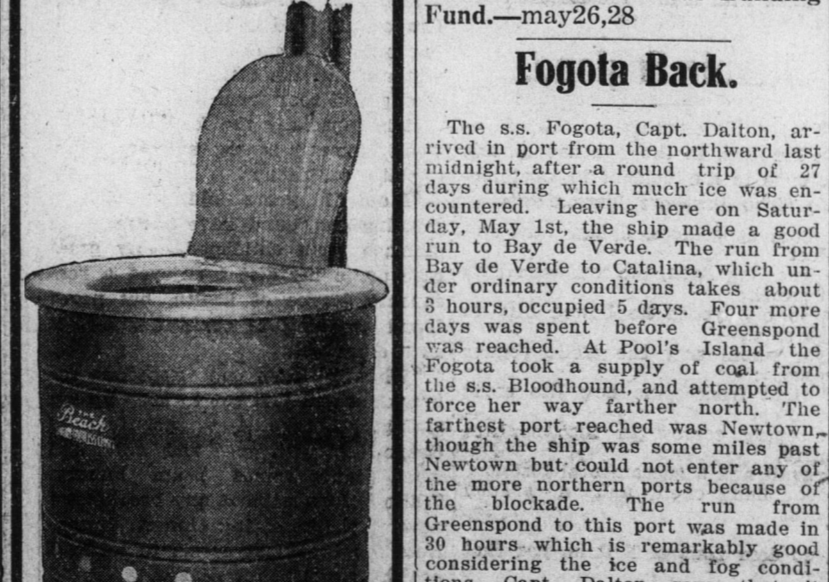 THE
Beach
Fund.—may26,28
Fogota Back.
The s.s. Fogota, Capt. Dalton, ar-
rived in port from the northward last
midnight, after a round trip of 27
days during which much ice was en-
countered. Leaving here on Satur-
day, May 1st, the ship made a good
run to Bay de Verde. The run from
Bay de Verde to Catalina, which un-
der ordinary conditions takes about
3 hours, occupied 5 days. Four more
days was spent before Greenspond
was reached. At Pool's Island the
Fogota took a supply of coal from
the s.s. Bloodhound, and attempted to
force her way farther north. The
farthest port reached was Newtown,
though the ship was some miles past
Newtown but could not enter any of
the more northern ports because of
the blockade. The run from
Greenspond to this port was made in
30 hours which is remarkably good
considering the ice and fog condi-
tions. Capt. Dalton